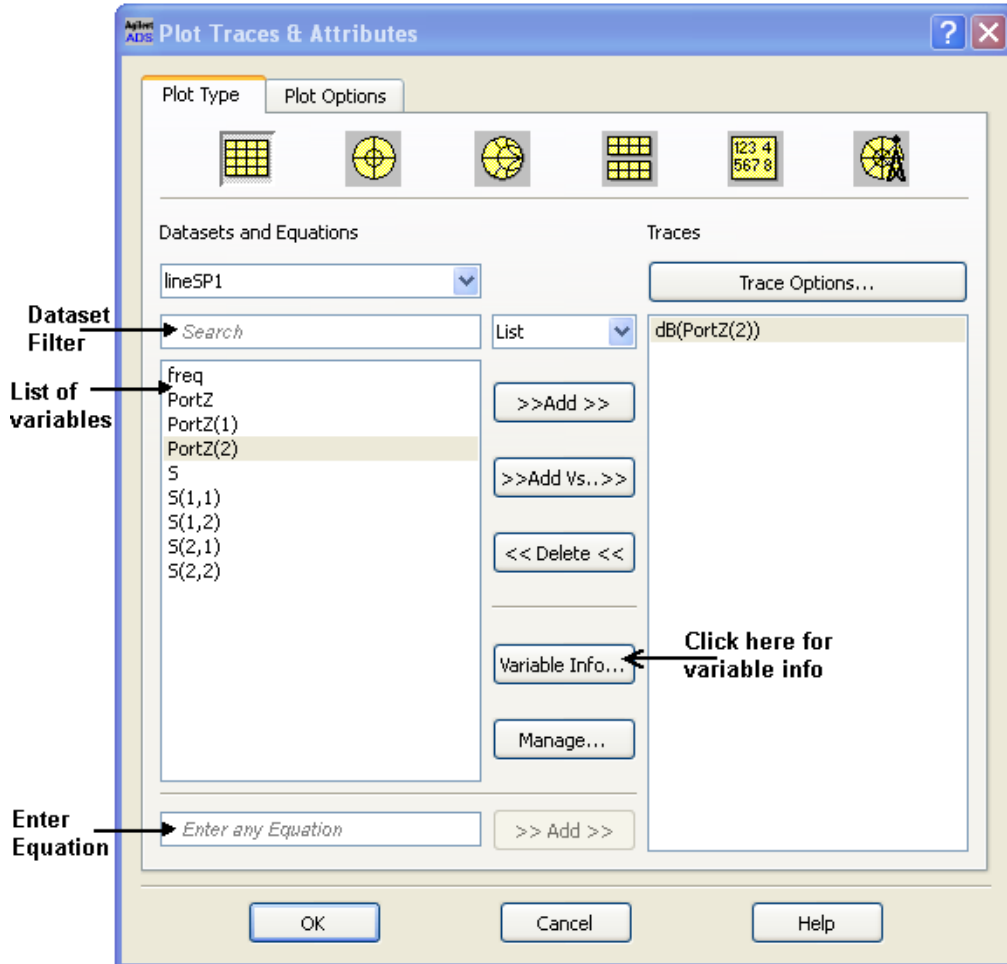 Agilent
ADS
Plot Traces & Attributes
Plot Type
Plot Options
123 4
567 8
Datasets and Equations
Traces
lineSP1
Trace Options...
Dataset
Filter
Search
List
dB(PortZ(2))
List of
variables
freq
PortZ
PortZ(1)
PortZ(2)
S
S(1,1)
S(1,2)
S(2,1)
S(2,2)
>>Add >>
>>Add Vs..>>
<< Delete <<
Variable Info...
Click here for
variable info
Manage...
Enter
Equation
Enter any Equation
>> Add >>
OK
Cancel
Help